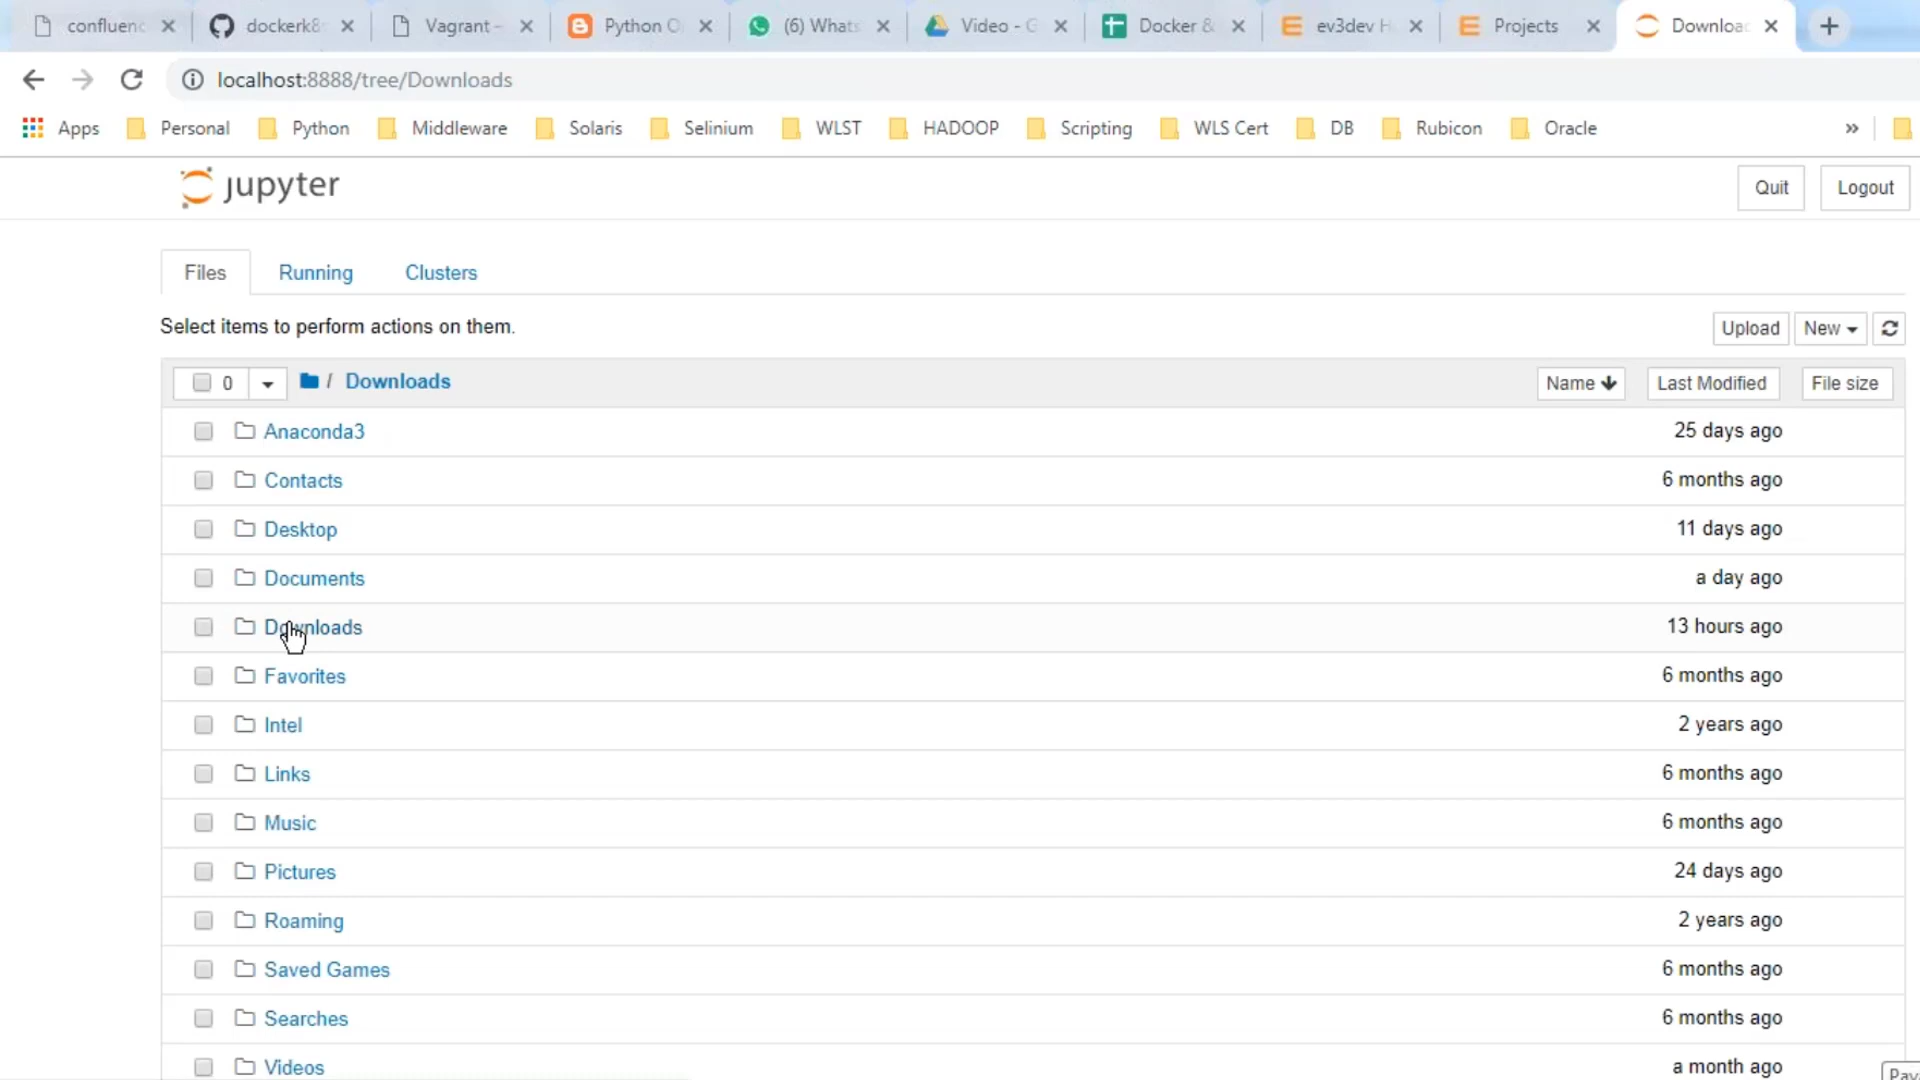 confluenc dockerk8s Vagrant - Python O (6) Whats Video - G Docker & ev3dev H Projects Downloac
localhost:8888/tree/Downloads
Apps Personal Python Middleware Solaris Selinium WLST HADOOP Scripting WLS Cert DB Rubicon Oracle »
jupyter Quit Logout
Files Running Clusters
Select items to perform actions on them. Upload New
0 / Downloads Name Last Modified File size
Anaconda3 25 days ago
Contacts 6 months ago
Desktop 11 days ago
Documents a day ago
Downloads 13 hours ago
Favorites 6 months ago
Intel 2 years ago
Links 6 months ago
Music 6 months ago
Pictures 24 days ago
Roaming 2 years ago
Saved Games 6 months ago
Searches 6 months ago
Videos a month ago